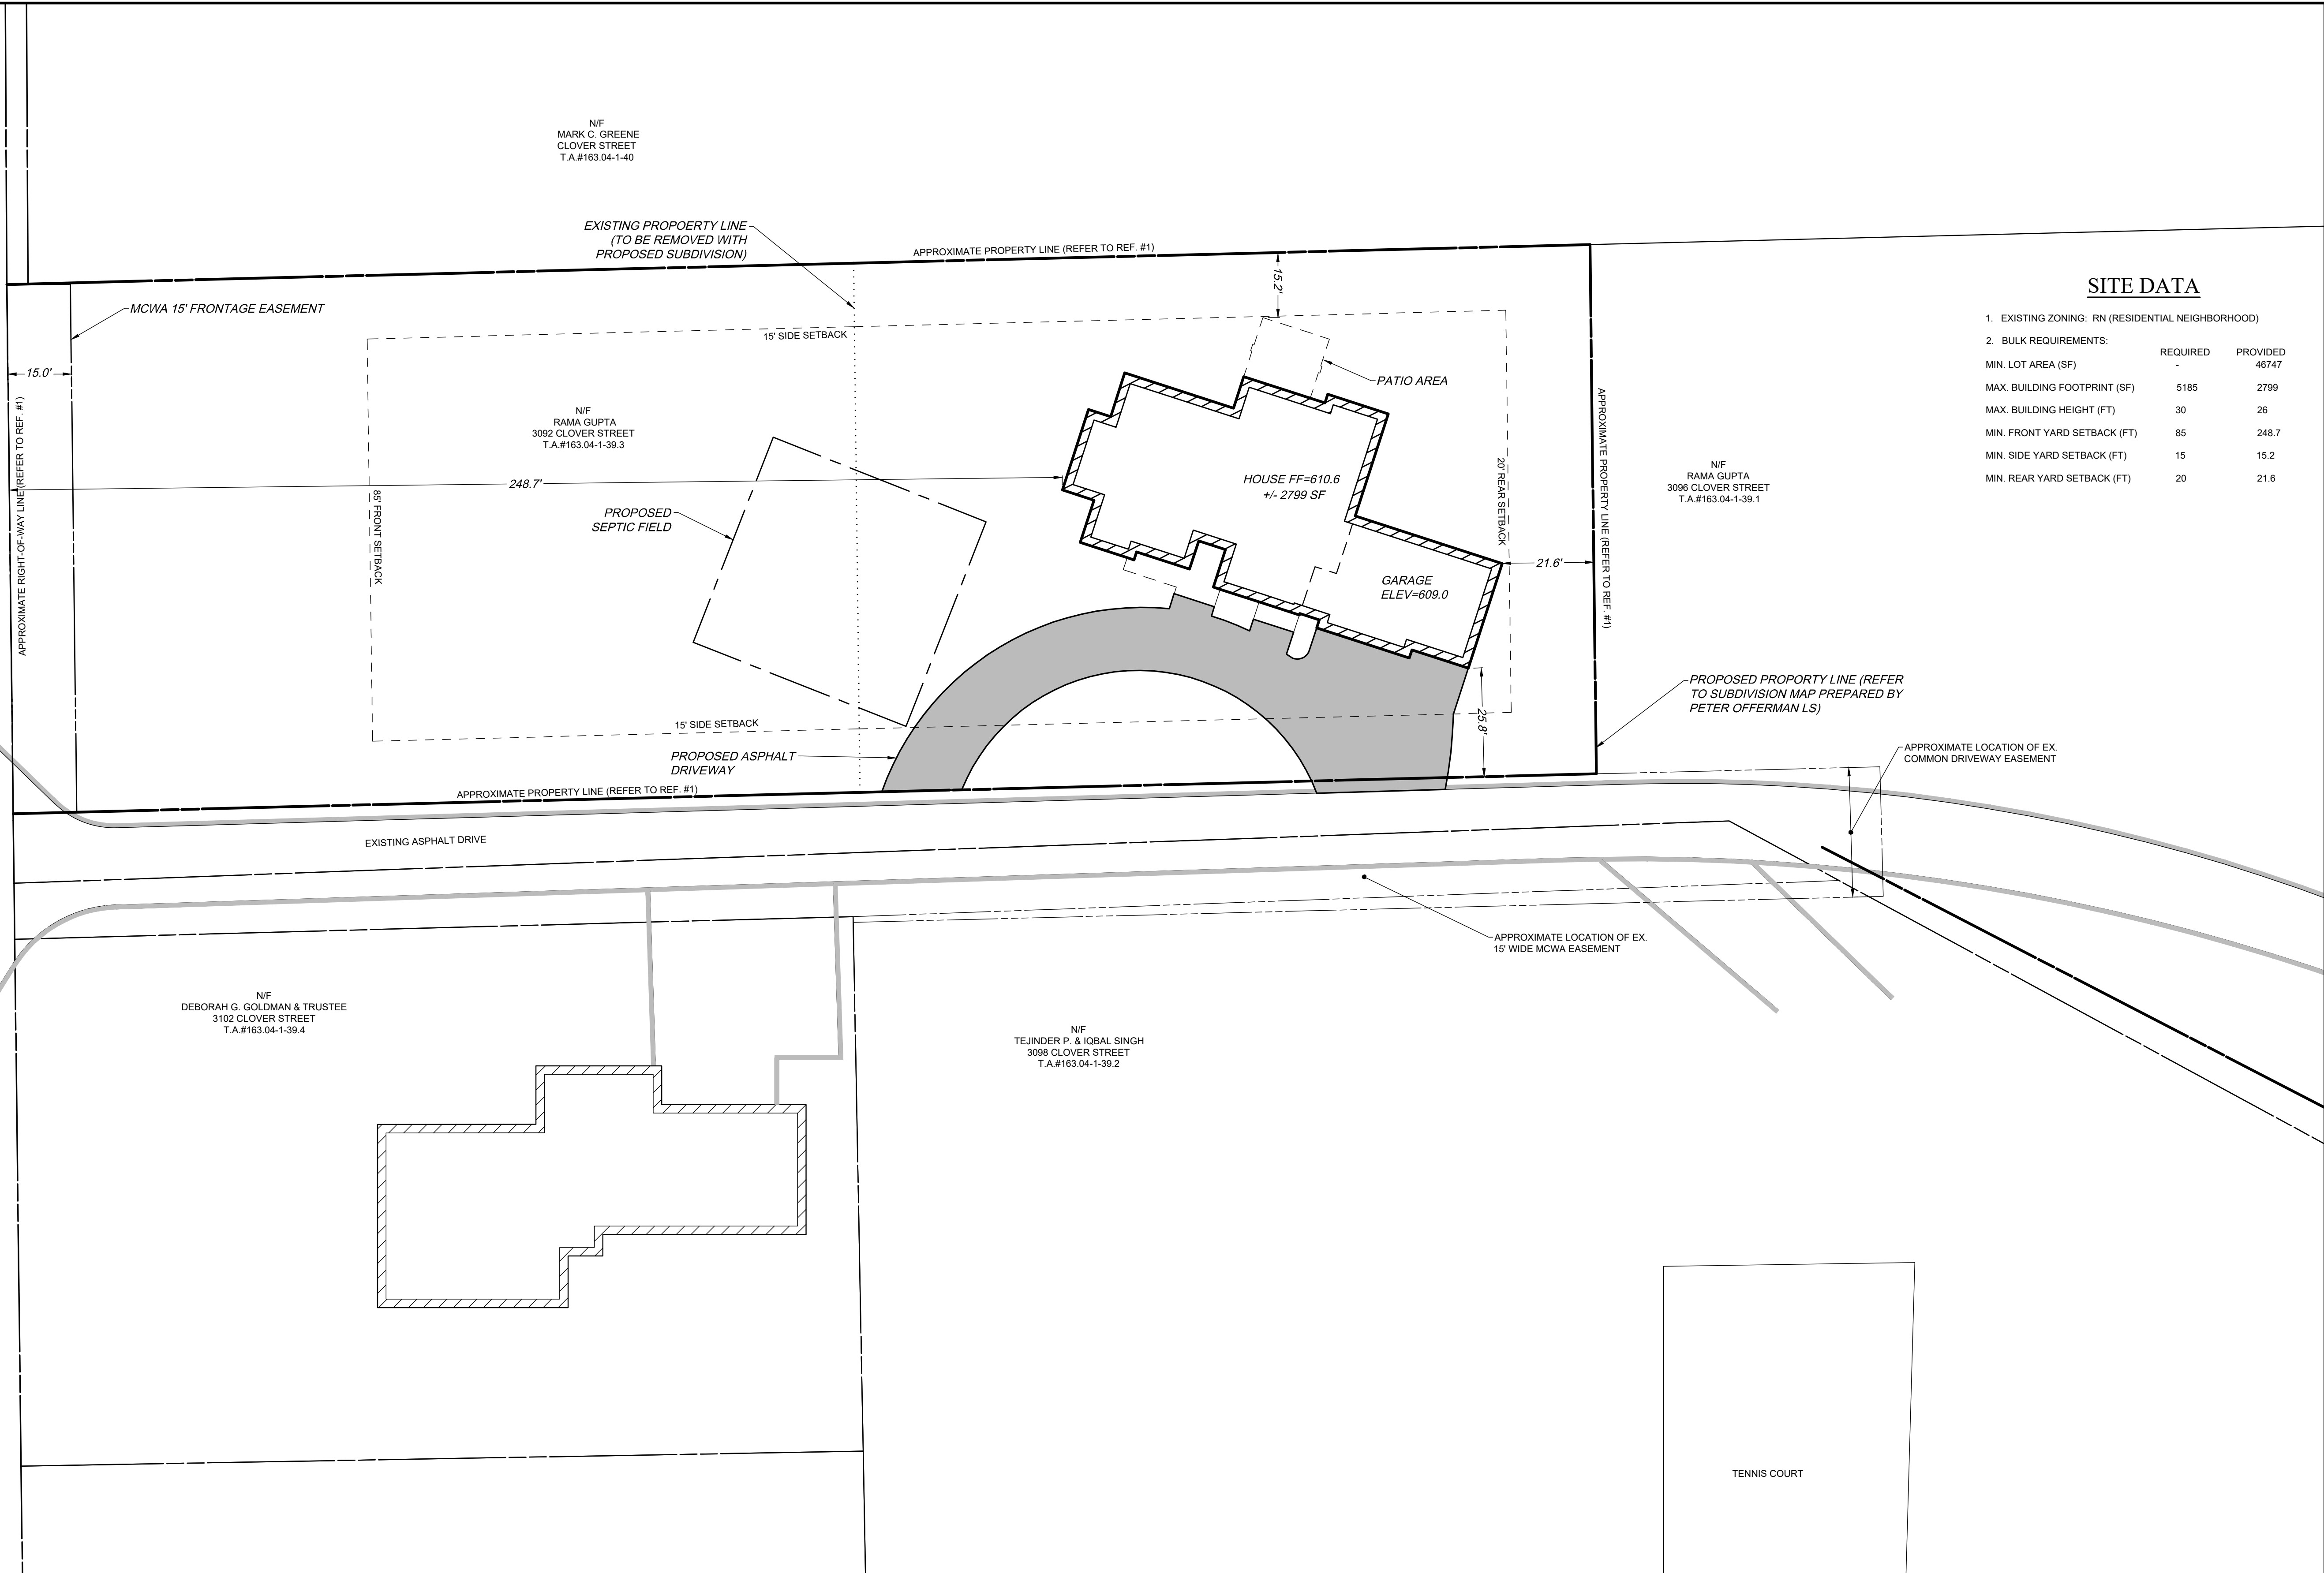 N/F
MARK C. GREENE
CLOVER STREET
T.A.#163.04-1-40
EXISTING PROPOERTY LINE
(TO BE REMOVED WITH
PROPOSED SUBDIVISION)
APPROXIMATE PROPERTY LINE (REFER TO REF. #1)
MCWA 15' FRONTAGE EASEMENT
15.2'
15' SIDE SETBACK
15.0'
PATIO AREA
APPROXIMATE RIGHT-OF-WAY LINE (REFER TO REF. #1)
N/F
RAMA GUPTA
3092 CLOVER STREET
T.A.#163.04-1-39.3
248.7'
85' FRONT SETBACK
PROPOSED
SEPTIC FIELD
HOUSE FF=610.6
+/- 2799 SF
GARAGE
ELEV=609.0
20' REAR SETBACK
21.6'
APPROXIMATE PROPERTY LINE (REFER TO REF. #1)
N/F
RAMA GUPTA
3096 CLOVER STREET
T.A.#163.04-1-39.1
SITE DATA
1. EXISTING ZONING: RN (RESIDENTIAL NEIGHBORHOOD)
2. BULK REQUIREMENTS:
REQUIRED PROVIDED
MIN. LOT AREA (SF) - 46747
MAX. BUILDING FOOTPRINT (SF) 5185 2799
MAX. BUILDING HEIGHT (FT) 30 26
MIN. FRONT YARD SETBACK (FT) 85 248.7
MIN. SIDE YARD SETBACK (FT) 15 15.2
MIN. REAR YARD SETBACK (FT) 20 21.6
PROPOSED PROPORTY LINE (REFER
TO SUBDIVISION MAP PREPARED BY
PETER OFFERMAN LS)
15' SIDE SETBACK
25.8'
PROPOSED ASPHALT
DRIVEWAY
APPROXIMATE LOCATION OF EX.
COMMON DRIVEWAY EASEMENT
APPROXIMATE PROPERTY LINE (REFER TO REF. #1)
EXISTING ASPHALT DRIVE
APPROXIMATE LOCATION OF EX.
15' WIDE MCWA EASEMENT
N/F
DEBORAH G. GOLDMAN & TRUSTEE
3102 CLOVER STREET
T.A.#163.04-1-39.4
N/F
TEJINDER P. & IQBAL SINGH
3098 CLOVER STREET
T.A.#163.04-1-39.2
TENNIS COURT